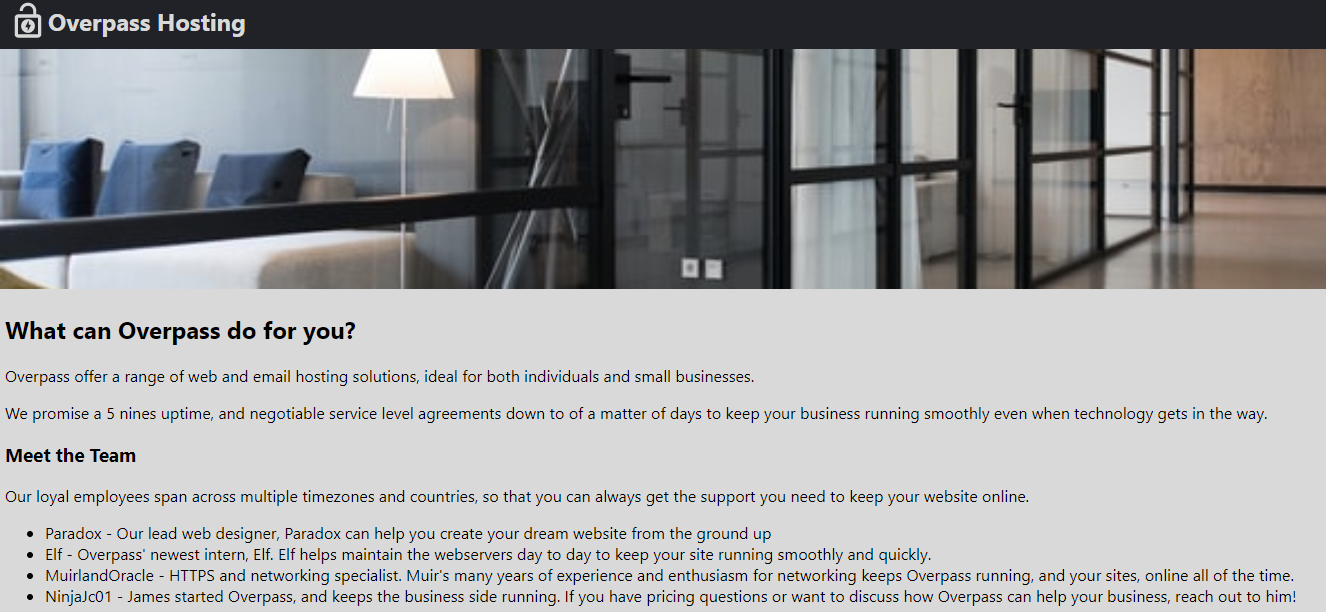 Overpass Hosting
What can Overpass do for you?
Overpass offer a range of web and email hosting solutions, ideal for both individuals and small businesses.
We promise a 5 nines uptime, and negotiable service level agreements down to of a matter of days to keep your business running smoothly even when technology gets in the way.
Meet the Team
Our loyal employees span across multiple timezones and countries, so that you can always get the support you need to keep your website online.
• Paradox - Our lead web designer, Paradox can help you create your dream website from the ground up
• Elf - Overpass' newest intern, Elf. Elf helps maintain the webservers day to day to keep your site running smoothly and quickly.
• MuirlandOracle - HTTPS and networking specialist. Muir's many years of experience and enthusiasm for networking keeps Overpass running, and your sites, online all of the time.
• NinjaJc01 - James started Overpass, and keeps the business side running. If you have pricing questions or want to discuss how Overpass can help your business, reach out to him!